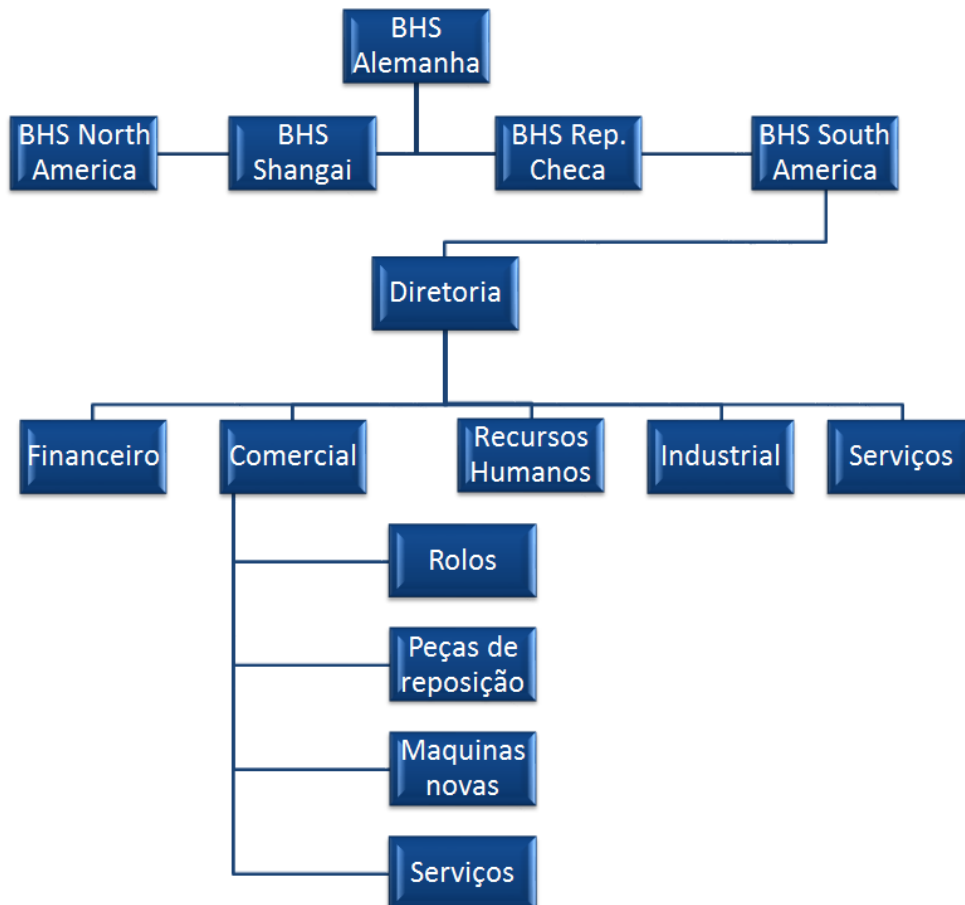 BHS
Alemanha
BHS North
America
BHS
Shangai
BHS Rep.
Checa
BHS South
America
Diretoria
Financeiro
Comercial
Recursos
Humanos
Industrial
Serviços
Rolos
Peças de
reposição
Maquinas
novas
Serviços